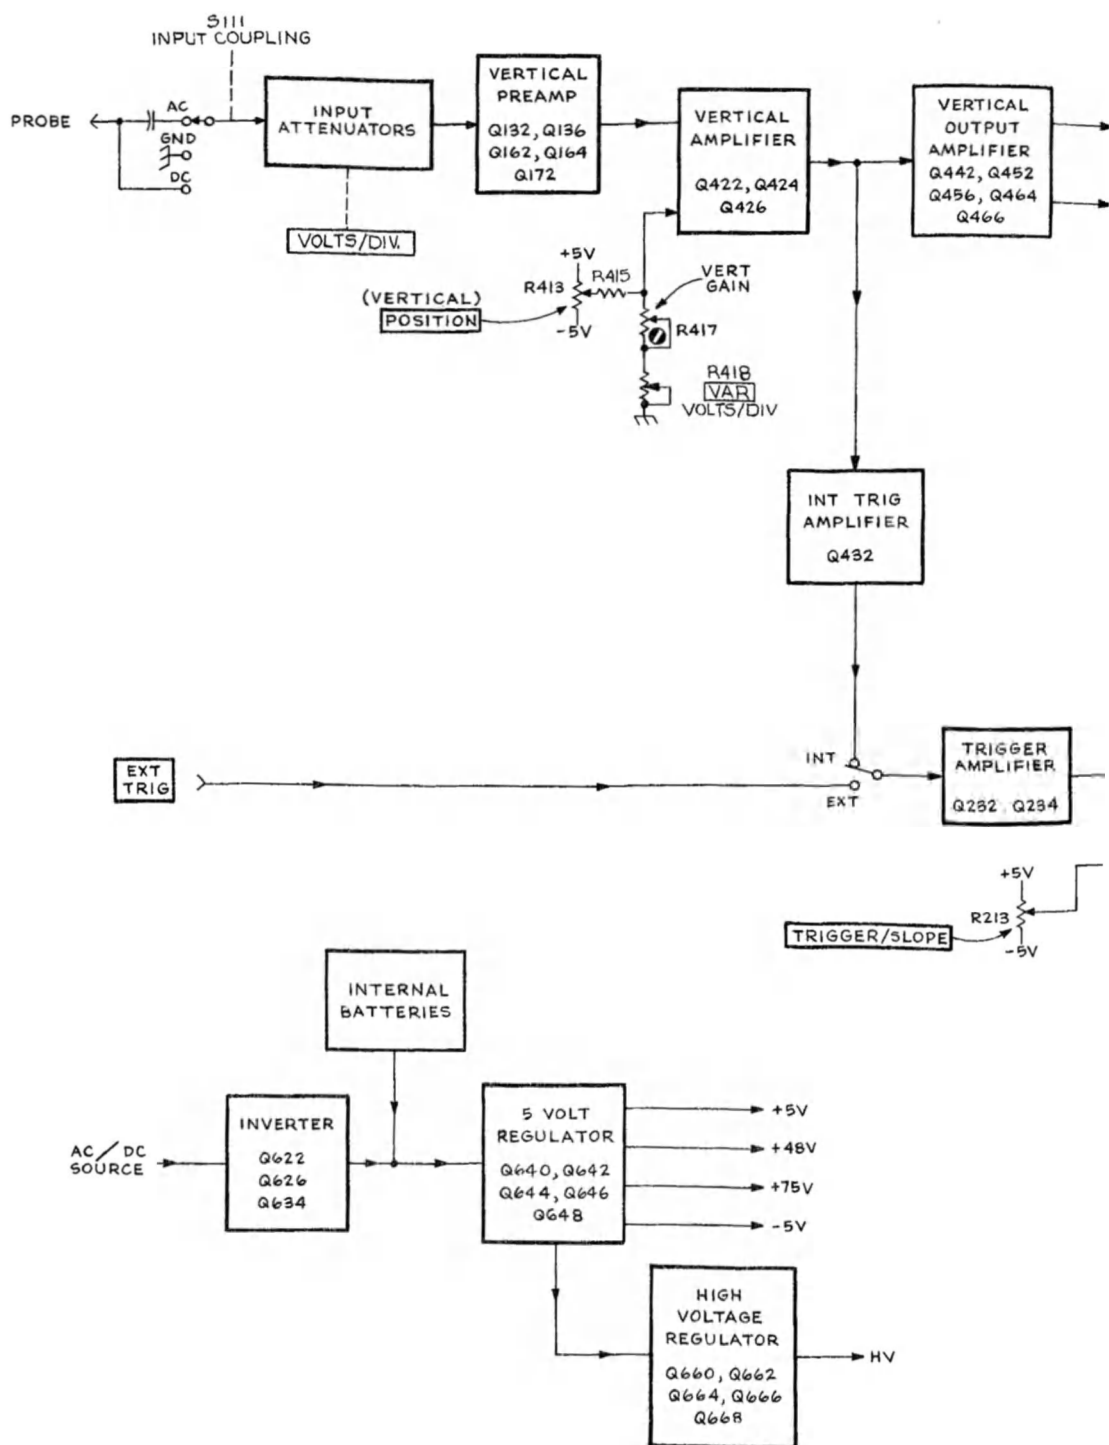 S111
INPUT COUPLING
PROBE
AC
GND
DC
INPUT
ATTENUATORS
VOLTS/DIV.
VERTICAL
PREAMP
Q132, Q136
Q162, Q164
Q172
VERTICAL
AMPLIFIER
Q422, Q424
Q426
VERTICAL
OUTPUT
AMPLIFIER
Q442, Q452
Q456, Q464
Q466
+5V
R413
R415
-5V
(VERTICAL)
POSITION
VERT
GAIN
R417
R418
VAR
VOLTS/DIV
INT TRIG
AMPLIFIER
Q432
EXT
TRIG
INT
EXT
TRIGGER
AMPLIFIER
Q232, Q234
+5V
R213
-5V
TRIGGER/SLOPE
INTERNAL
BATTERIES
AC/DC
SOURCE
INVERTER
Q622
Q626
Q634
5 VOLT
REGULATOR
Q640, Q642
Q644, Q646
Q648
+5V
+48V
+75V
-5V
HIGH
VOLTAGE
REGULATOR
Q660, Q662
Q664, Q666
Q668
HV